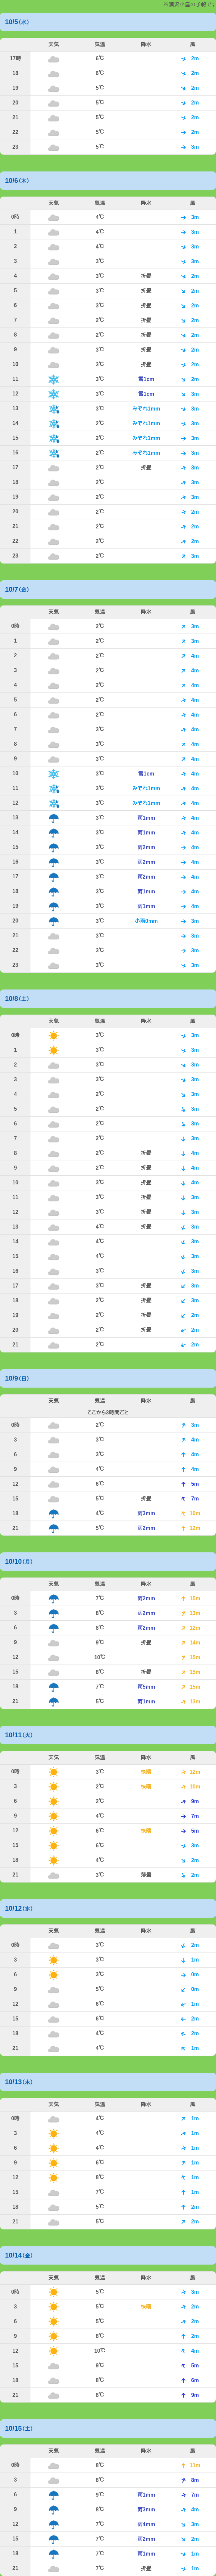 ※涸沢小屋の予報です
10/5(水)
天気 気温 降水 風
17時 6℃ 2m
18 6℃ 2m
19 5℃ 2m
20 5℃ 2m
21 5℃ 2m
22 5℃ 2m
23 5℃ 3m
10/6(木)
天気 気温 降水 風
0時 4℃ 3m
1 4℃ 3m
2 4℃ 3m
3 3℃ 3m
4 3℃ 折曇 2m
5 3℃ 折曇 2m
6 3℃ 折曇 2m
7 2℃ 折曇 2m
8 2℃ 折曇 2m
9 3℃ 折曇 2m
10 3℃ 折曇 2m
11 3℃ 雪1cm 2m
12 3℃ 雪1cm 3m
13 3℃ みぞれ1mm 3m
14 2℃ みぞれ2mm 3m
15 2℃ みぞれ1mm 3m
16 2℃ みぞれ1mm 3m
17 2℃ 折曇 3m
18 2℃ 3m
19 2℃ 2m
20 2℃ 2m
21 2℃ 2m
22 2℃ 2m
23 2℃ 3m
10/7(金)
天気 気温 降水 風
0時 2℃ 3m
1 2℃ 3m
2 2℃ 4m
3 2℃ 4m
4 2℃ 4m
5 2℃ 4m
6 2℃ 4m
7 3℃ 4m
8 3℃ 4m
9 3℃ 4m
10 3℃ 雪1cm 4m
11 3℃ みぞれ1mm 4m
12 3℃ みぞれ1mm 4m
13 3℃ 雨1mm 4m
14 3℃ 雨1mm 4m
15 3℃ 雨2mm 4m
16 3℃ 雨2mm 4m
17 3℃ 雨2mm 4m
18 3℃ 雨1mm 4m
19 3℃ 雨1mm 4m
20 3℃ 小雨0mm 3m
21 3℃ 3m
22 3℃ 3m
23 3℃ 3m
10/8(土)
天気 気温 降水 風
0時 3℃ 3m
1 3℃ 3m
2 3℃ 3m
3 3℃ 3m
4 2℃ 2m
5 2℃ 3m
6 2℃ 3m
7 2℃ 3m
8 2℃ 折曇 4m
9 2℃ 折曇 4m
10 3℃ 折曇 4m
11 3℃ 折曇 3m
12 3℃ 折曇 3m
13 4℃ 折曇 3m
14 4℃ 3m
15 4℃ 3m
16 3℃ 3m
17 3℃ 折曇 3m
18 2℃ 折曇 3m
19 2℃ 折曇 2m
20 2℃ 折曇 2m
21 2℃ 2m
10/9(日)
天気 気温 降水 風
ここから3時間ごと
0時 2℃ 3m
3 3℃ 4m
6 3℃ 4m
9 4℃ 4m
12 6℃ 5m
15 5℃ 折曇 7m
18 4℃ 雨3mm 10m
21 5℃ 雨2mm 12m
10/10(月)
天気 気温 降水 風
0時 7℃ 雨2mm 15m
3 8℃ 雨2mm 13m
6 8℃ 雨2mm 12m
9 9℃ 折曇 14m
12 10℃ 15m
15 8℃ 折曇 15m
18 7℃ 雨5mm 15m
21 5℃ 雨1mm 13m
10/11(火)
天気 気温 降水 風
0時 3℃ 快晴 12m
3 2℃ 快晴 10m
6 2℃ 9m
9 4℃ 7m
12 6℃ 快晴 5m
15 6℃ 3m
18 4℃ 2m
21 3℃ 薄曇 2m
10/12(水)
天気 気温 降水 風
0時 3℃ 2m
3 3℃ 1m
6 3℃ 0m
9 5℃ 0m
12 6℃ 1m
15 6℃ 2m
18 4℃ 2m
21 4℃ 1m
10/13(木)
天気 気温 降水 風
0時 4℃ 1m
3 4℃ 1m
6 4℃ 1m
9 6℃ 1m
12 8℃ 1m
15 7℃ 1m
18 5℃ 2m
21 5℃ 2m
10/14(金)
天気 気温 降水 風
0時 5℃ 3m
3 5℃ 快晴 2m
6 5℃ 2m
9 8℃ 2m
12 10℃ 4m
15 9℃ 5m
18 8℃ 6m
21 8℃ 9m
10/15(土)
天気 気温 降水 風
0時 8℃ 11m
3 8℃ 8m
6 9℃ 雨1mm 7m
9 8℃ 雨3mm 4m
12 7℃ 雨4mm 3m
15 7℃ 雨2mm 2m
18 7℃ 雨1mm 1m
21 7℃ 折曇 1m